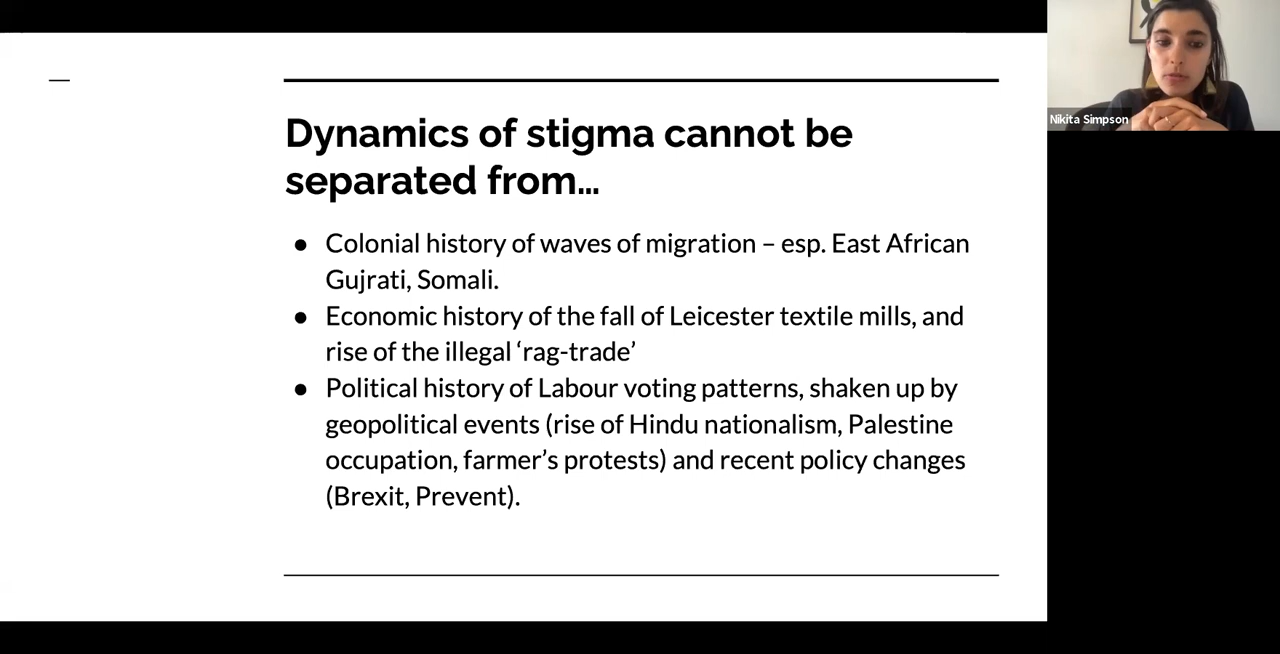 Dynamics of stigma cannot be
separated from…
● Colonial history of waves of migration – esp. East African
Gujrati, Somali.
● Economic history of the fall of Leicester textile mills, and
rise of the illegal ‘rag-trade’
● Political history of Labour voting patterns, shaken up by
geopolitical events (rise of Hindu nationalism, Palestine
occupation, farmer’s protests) and recent policy changes
(Brexit, Prevent).
Nikita Simpson